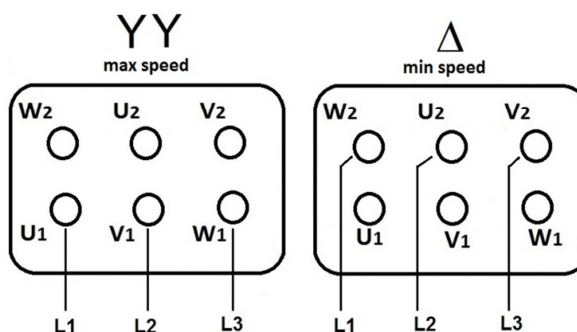 YY
max speed
W2 U2 V2
U1 V1 W1
L1 L2 L3
Δ
min speed
W2 U2 V2
U1 V1 W1
L1 L2 L3